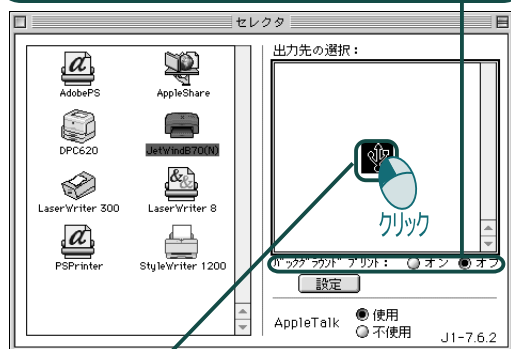 セレクタ
出力先の選択：
AdobePS
AppleShare
DPC620
JetWindB70(N)
LaserWriter 300
LaserWriter 8
PSPrinter
StyleWriter 1200
クリック
バックグラウンド プリント： オン オフ
設定
AppleTalk
使用
不使用
J1-7.6.2